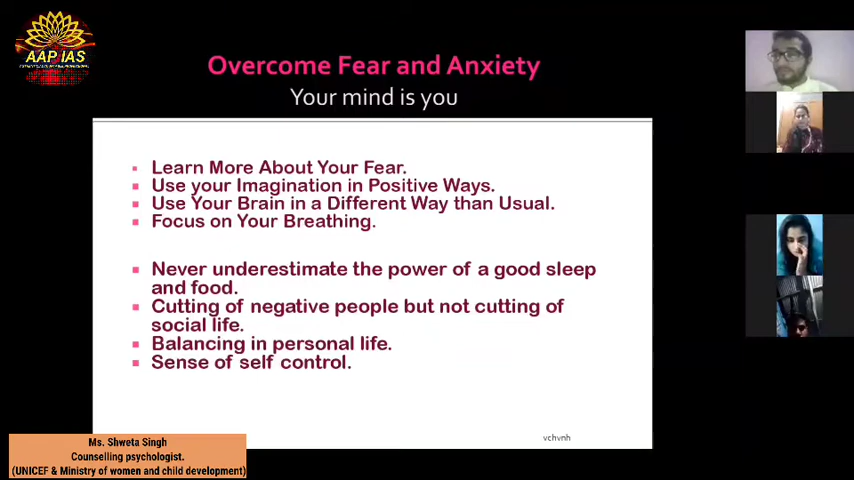 AAP IAS
Overcome Fear and Anxiety
Your mind is you
Learn More About Your Fear.
Use your Imagination in Positive Ways.
Use Your Brain in a Different Way than Usual.
Focus on Your Breathing.
Never underestimate the power of a good sleep
and food.
Cutting of negative people but not cutting of
social life.
Balancing in personal life.
Sense of self control.
vchvnh
Ms. Shweta Singh
Counselling psychologist.
(UNICEF & Ministry of women and child development)